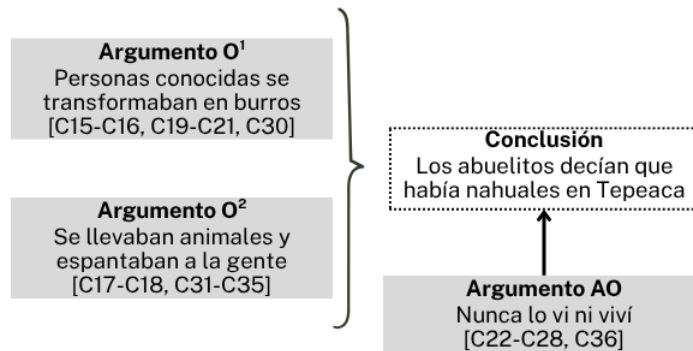 Argumento O¹
Personas conocidas se
transformaban en burros
[C15-C16, C19-C21, C30]
Argumento O²
Se llevaban animales y
espantaban a la gente
[C17-C18, C31-C35]
Conclusión
Los abuelitos decían que
había nahuales en Tepeaca
Argumento AO
Nunca lo vi ni viví
[C22-C28, C36]